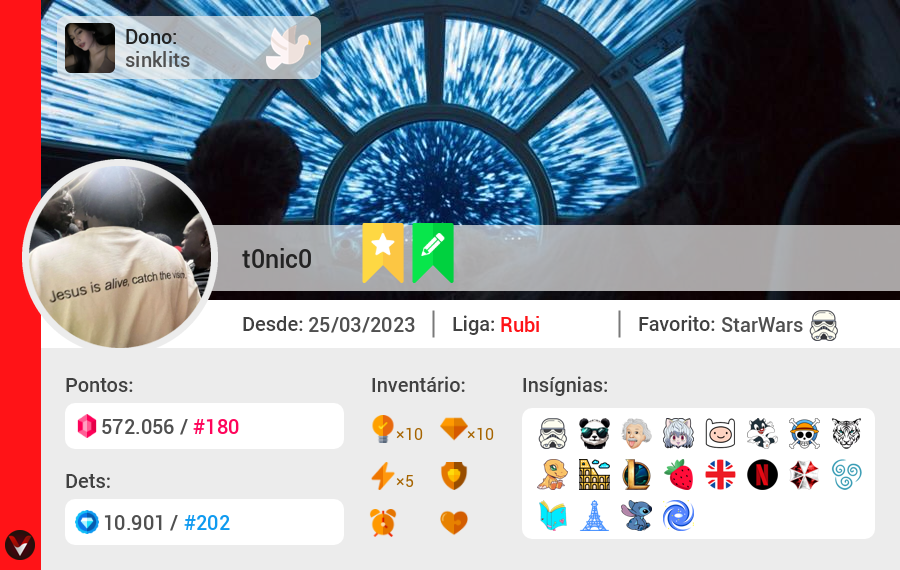 Dono:
sinklits
Jesus is alive, catch the vision.
t0nic0
Desde: 25/03/2023 | Liga: Rubi | Favorito: StarWars
Pontos:
572.056 / #180
Dets:
10.901 / #202
Inventário:
×10 ×10
×5
Insígnias:
L
N